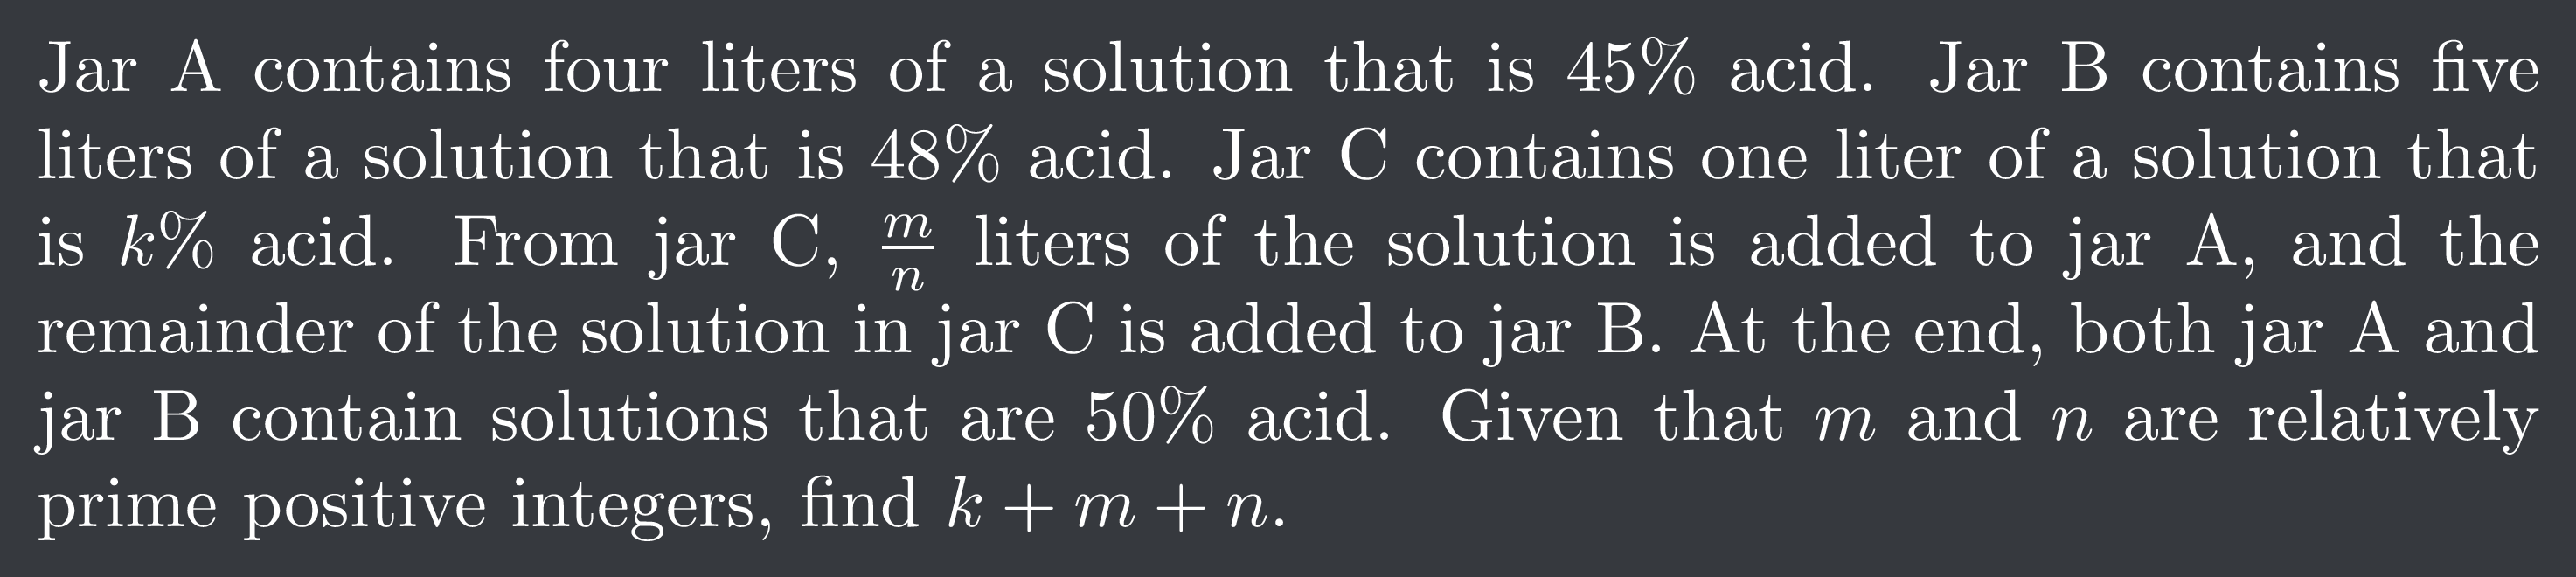 Jar A contains four liters of a solution that is 45% acid. Jar B contains five
liters of a solution that is 48% acid. Jar C contains one liter of a solution that
is k% acid. From jar C, \frac{m}{n} liters of the solution is added to jar A, and the
remainder of the solution in jar C is added to jar B. At the end, both jar A and
jar B contain solutions that are 50% acid. Given that m and n are relatively
prime positive integers, find k + m + n.